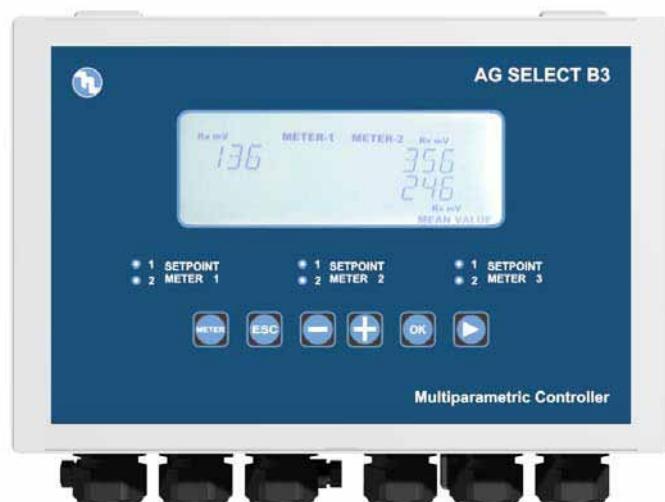 AG SELECT B3
Rx mV METER-1 METER-2 Rx mV
136 356
246
Rx mV
MEAN VALUE
1 SETPOINT 1 SETPOINT 1 SETPOINT
2 METER 1 2 METER 2 2 METER 3
METER ESC − + OK
Multiparametric Controller